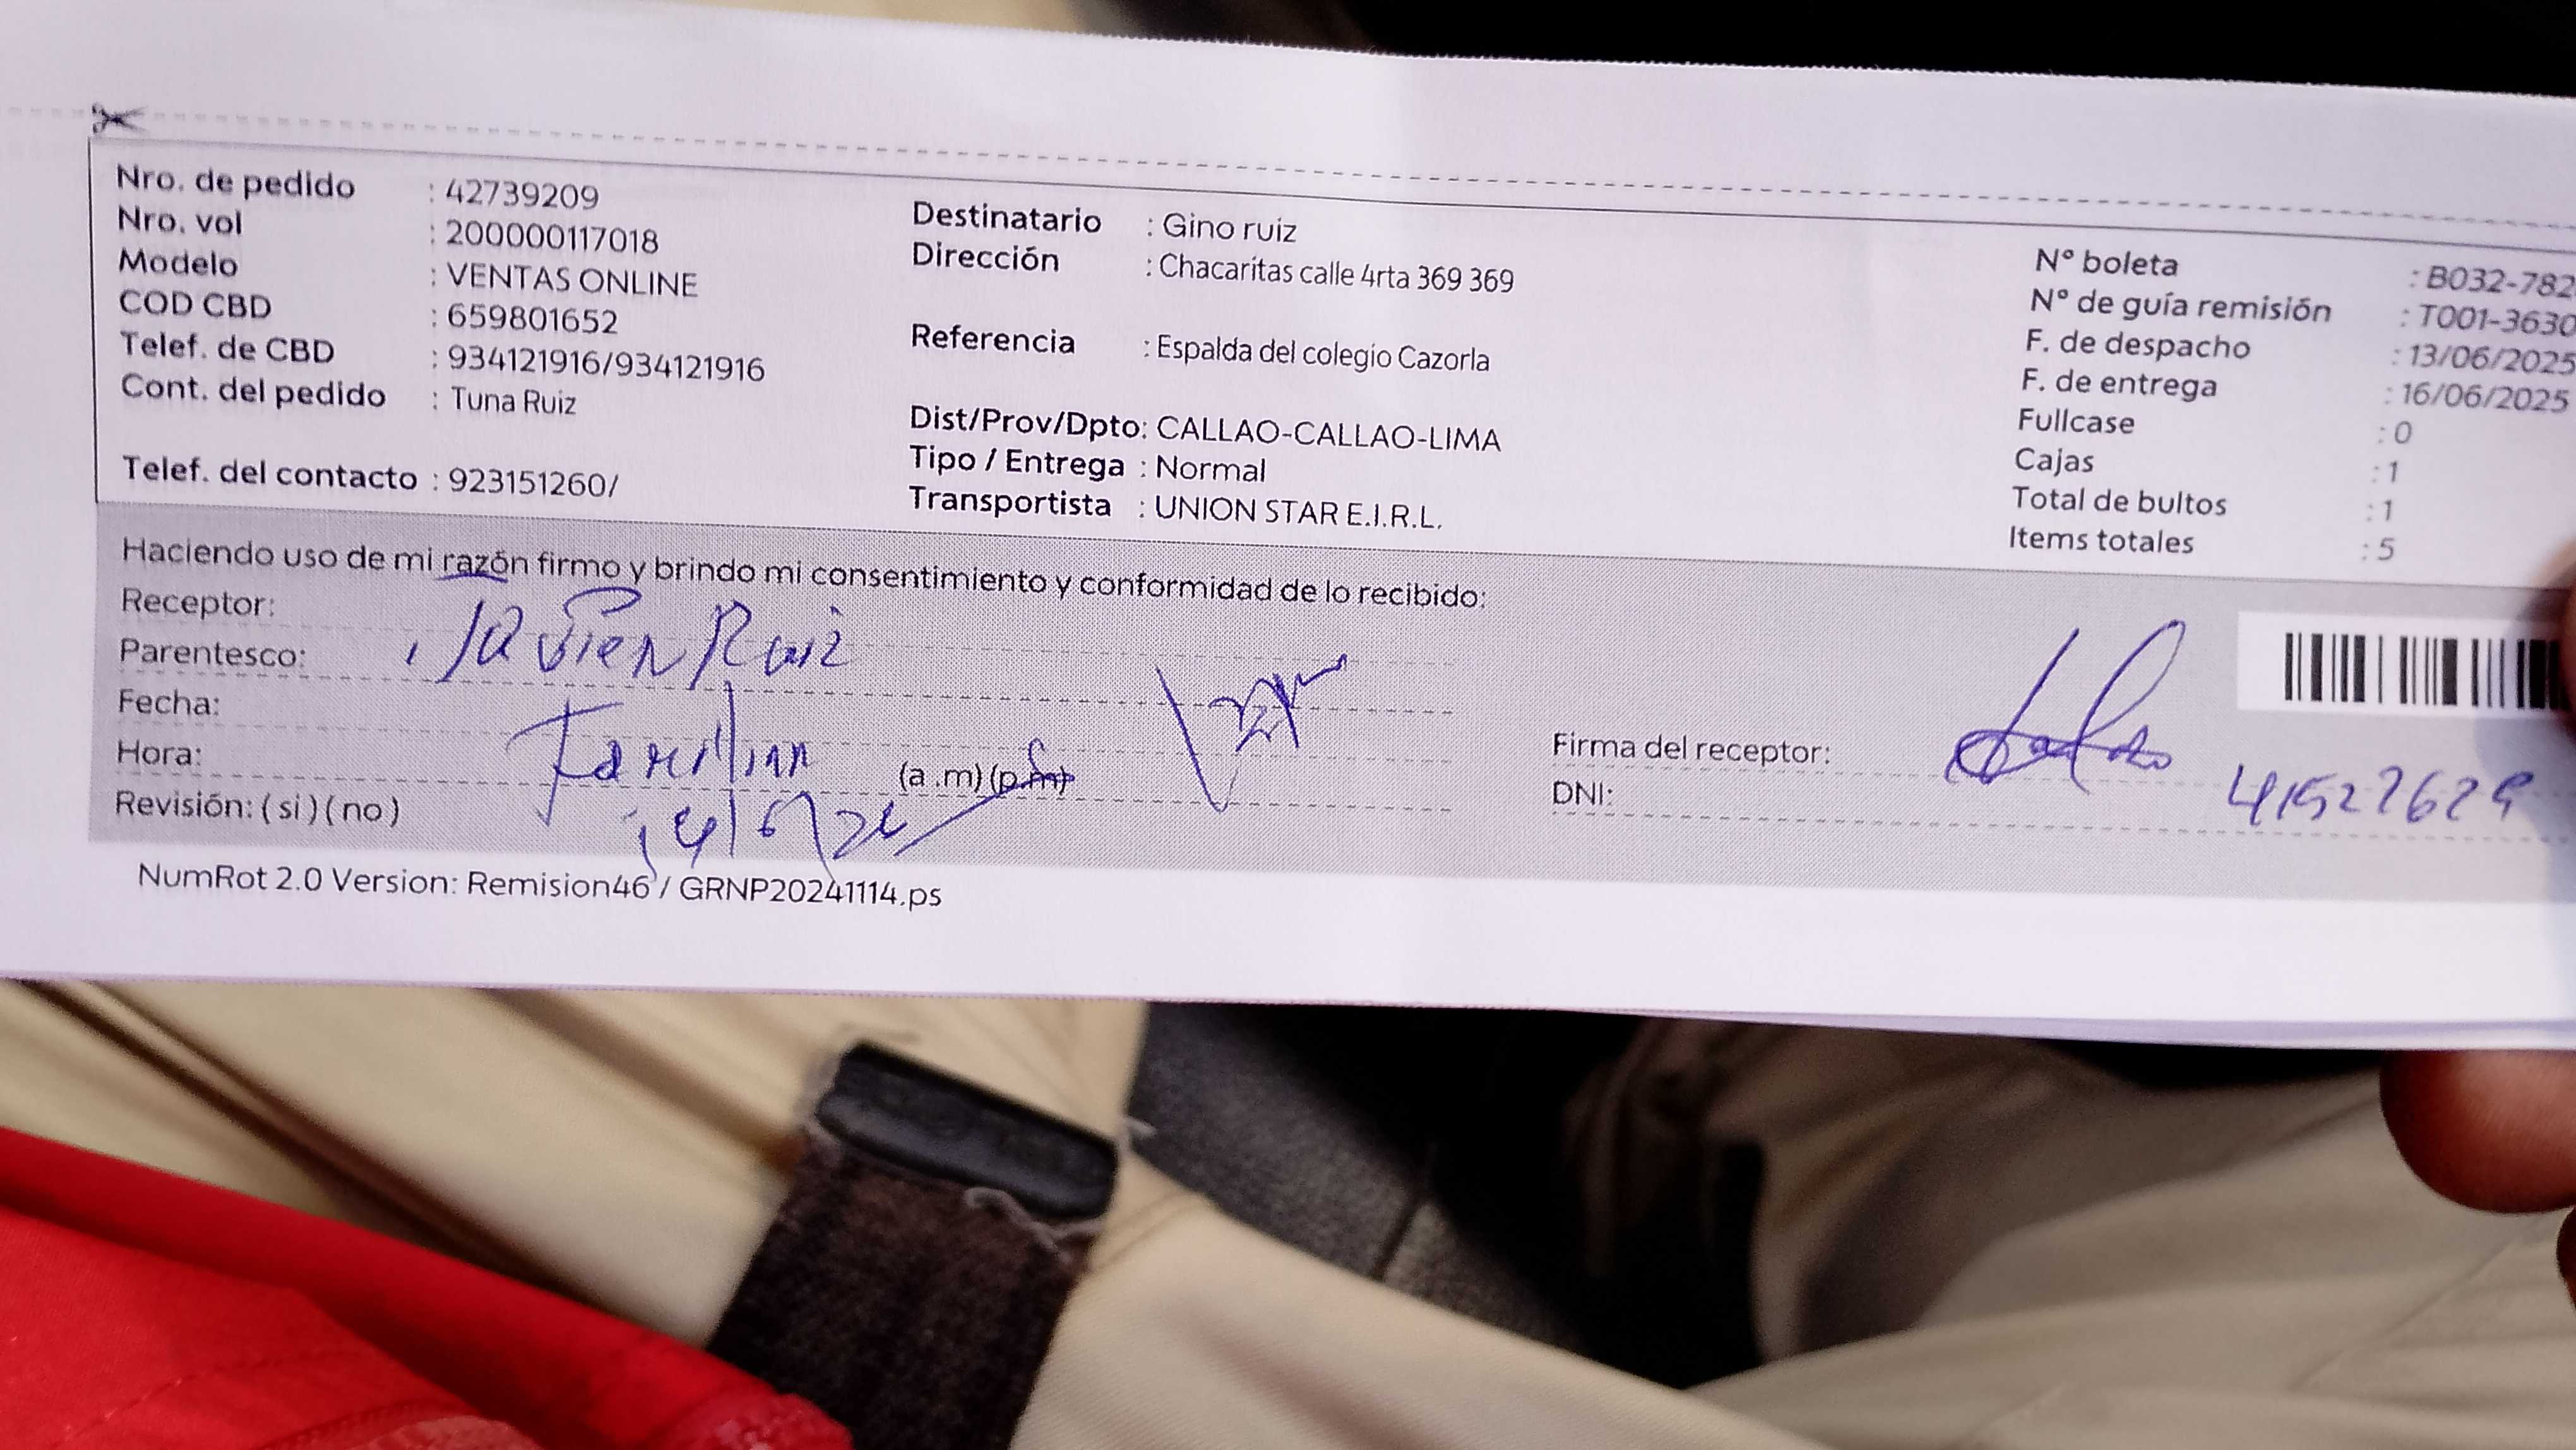 Nro. de pedido : 42739209
Nro. vol : 200000117018
Modelo : VENTAS ONLINE
COD CBD : 659801652
Telef. de CBD : 934121916/934121916
Cont. del pedido : Tuna Ruiz
Telef. del contacto : 923151260/
Destinatario : Gino ruiz
Dirección : Chacaritas calle 4rta 369 369
Referencia : Espalda del colegio Cazorla
Dist/Prov/Dpto: CALLAO-CALLAO-LIMA
Tipo / Entrega : Normal
Transportista : UNION STAR E.I.R.L.
N° boleta : B032-782
N° de guía remisión : T001-3630
F. de despacho : 13/06/2025
F. de entrega : 16/06/2025
Fullcase : 0
Cajas : 1
Total de bultos : 1
Items totales : 5
Haciendo uso de mi razón firmo y brindo mi consentimiento y conformidad de lo recibido:
Receptor: Javier Ruiz
Parentesco:
Fecha: Familiar
Hora: (a .m) (p.m)
Revisión: ( si ) ( no )
Firma del receptor:
DNI:
NumRot 2.0 Version: Remision46 / GRNP20241114.ps